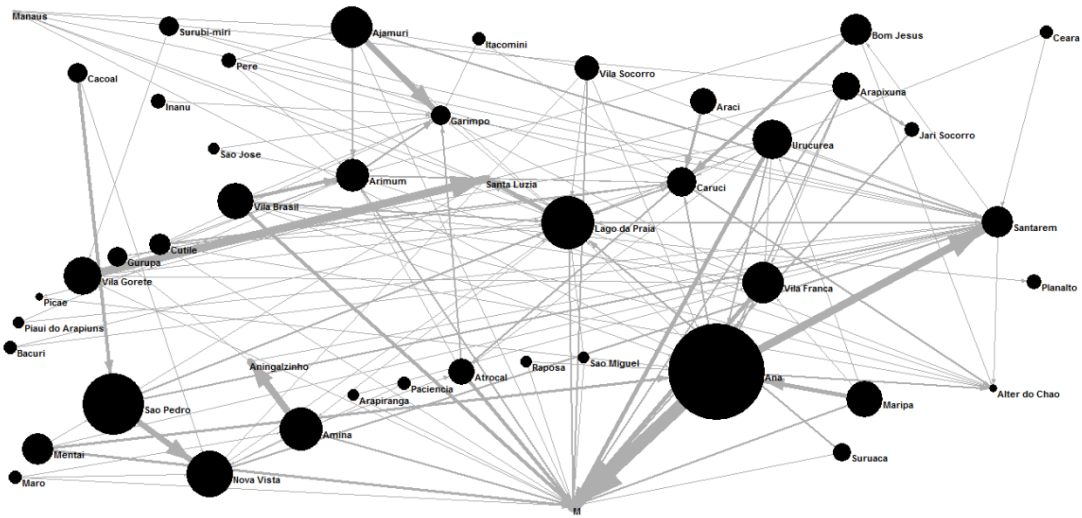 Manaus
Surubi-miri
Ajamuri
Itacomini
Bom Jesus
Ceara
Pere
Cacoal
Vila Socorro
Arapixuna
Inanu
Araci
Garimpo
Jari Socorro
Urucurea
Sao Jose
Arimum
Santa Luzia
Caruci
Vila Brasil
Lago da Praia
Santarem
Cutile
Gurupa
Vila Gorete
Vila Franca
Planalto
Picae
Piaui do Arapiuns
Bacuri
Aningalzinho
Raposa
Sao Miguel
Atrocal
Ana
Paciencia
Arapiranga
Alter do Chao
Sao Pedro
Maripa
Amina
Mentai
Suruaca
Maro
Nova Vista
M